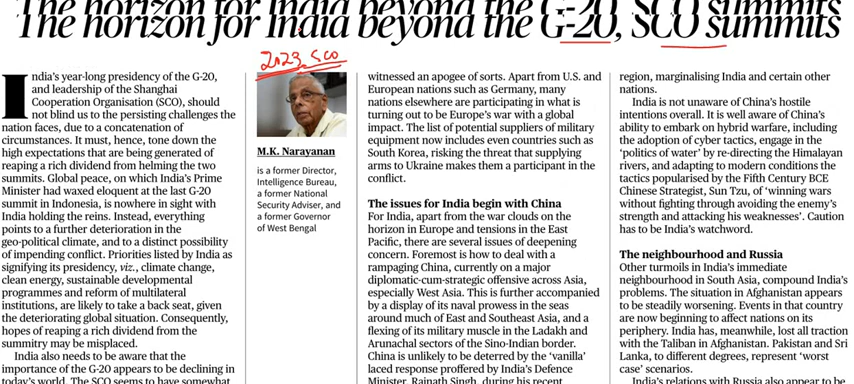 The horizon for India beyond the G-20, SCO summits
2023 SCO
India's year-long presidency of the G-20,
and leadership of the Shanghai
Cooperation Organisation (SCO), should
not blind us to the persisting challenges the
nation faces, due to a concatenation of
circumstances. It must, hence, tone down the
high expectations that are being generated of
reaping a rich dividend from helming the two
summits. Global peace, on which India's Prime
Minister had waxed eloquent at the last G-20
summit in Indonesia, is nowhere in sight with
India holding the reins. Instead, everything
points to a further deterioration in the
geo-political climate, and to a distinct possibility
of impending conflict. Priorities listed by India as
signifying its presidency, viz., climate change,
clean energy, sustainable developmental
programmes and reform of multilateral
institutions, are likely to take a back seat, given
the deteriorating global situation. Consequently,
hopes of reaping a rich dividend from the
summitry may be misplaced.
India also needs to be aware that the
importance of the G-20 appears to be declining in
today's world. The SCO seems to have somewhat
M.K. Narayanan
is a former Director,
Intelligence Bureau,
a former National
Security Adviser, and
a former Governor
of West Bengal
witnessed an apogee of sorts. Apart from U.S. and
European nations such as Germany, many
nations elsewhere are participating in what is
turning out to be Europe's war with a global
impact. The list of potential suppliers of military
equipment now includes even countries such as
South Korea, risking the threat that supplying
arms to Ukraine makes them a participant in the
conflict.
The issues for India begin with China
For India, apart from the war clouds on the
horizon in Europe and tensions in the East
Pacific, there are several issues of deepening
concern. Foremost is how to deal with a
rampaging China, currently on a major
diplomatic-cum-strategic offensive across Asia,
especially West Asia. This is further accompanied
by a display of its naval prowess in the seas
around much of East and Southeast Asia, and a
flexing of its military muscle in the Ladakh and
Arunachal sectors of the Sino-Indian border.
China is unlikely to be deterred by the 'vanilla'
laced response proffered by India's Defence
Minister, Rajnath Singh, during his recent
region, marginalising India and certain other
nations.
India is not unaware of China's hostile
intentions overall. It is well aware of China's
ability to embark on hybrid warfare, including
the adoption of cyber tactics, engage in the
'politics of water' by re-directing the Himalayan
rivers, and adapting to modern conditions the
tactics popularised by the Fifth Century BCE
Chinese Strategist, Sun Tzu, of 'winning wars
without fighting through avoiding the enemy's
strength and attacking his weaknesses'. Caution
has to be India's watchword.
The neighbourhood and Russia
Other turmoils in India's immediate
neighbourhood in South Asia, compound India's
problems. The situation in Afghanistan appears
to be steadily worsening. Events in that country
are now beginning to affect nations on its
periphery. India has, meanwhile, lost all traction
with the Taliban in Afghanistan. Pakistan and Sri
Lanka, to different degrees, represent 'worst
case' scenarios.
India's relations with Russia also appear to be